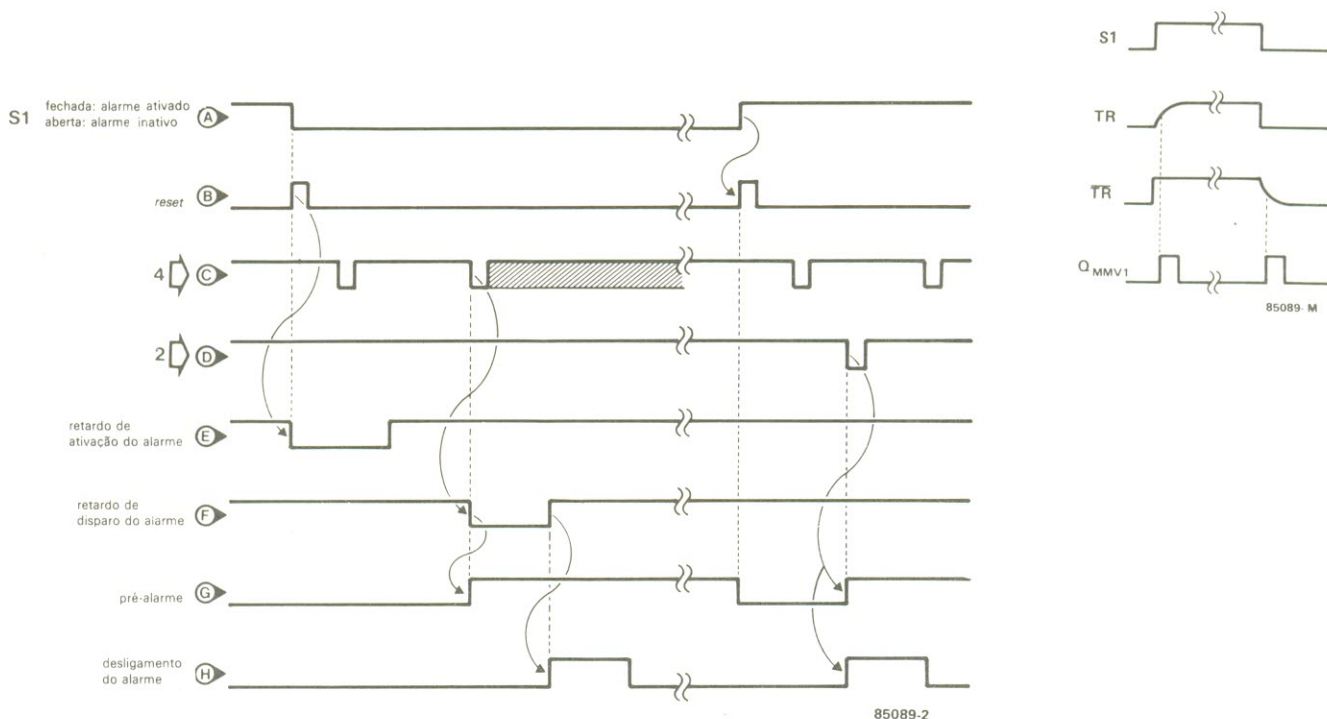 S1
fechada: alarme ativado
aberta: alarme inativo
A
reset
B
4
C
2
D
retardo de
ativação do alarme
E
retardo de
disparo do alarme
F
pré-alarme
G
desligamento
do alarme
H
85089-2
S1
TR
TR
Q MMV1
85089-M